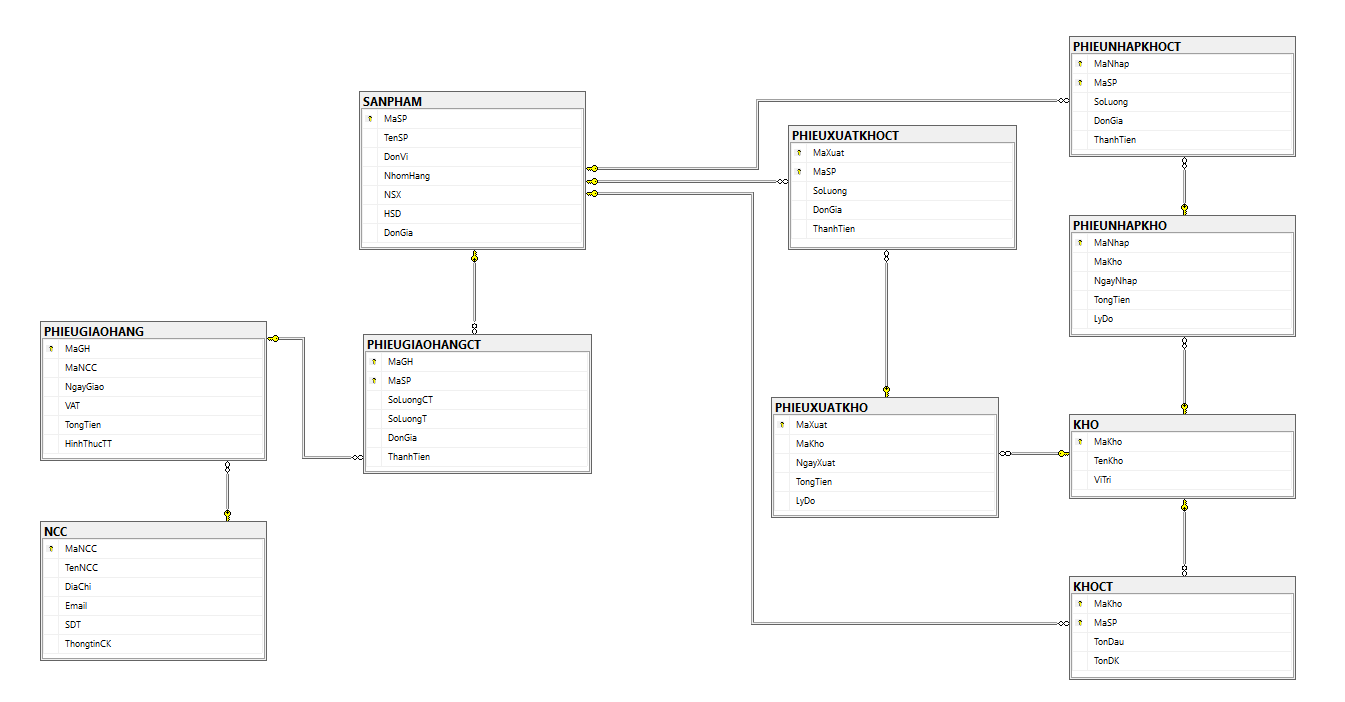 PHIEUNHAPKHOCT
MaNhap
MaSP
SoLuong
DonGia
ThanhTien
SANPHAM
MaSP
TenSP
DonVi
NhomHang
NSX
HSD
DonGia
PHIEUXUATKHOCT
MaXuat
MaSP
SoLuong
DonGia
ThanhTien
PHIEUNHAPKHO
MaNhap
MaKho
NgayNhap
TongTien
LyDo
PHIEUGIAOHANG
MaGH
MaNCC
NgayGiao
VAT
TongTien
HinhThucTT
PHIEUGIAOHANGCT
MaGH
MaSP
SoLuongCT
SoLuongT
DonGia
ThanhTien
PHIEUXUATKHO
MaXuat
MaKho
NgayXuat
TongTien
LyDo
KHO
MaKho
TenKho
ViTri
NCC
MaNCC
TenNCC
DiaChi
Email
SDT
ThongtinCK
KHOCT
MaKho
MaSP
TonDau
TonDK